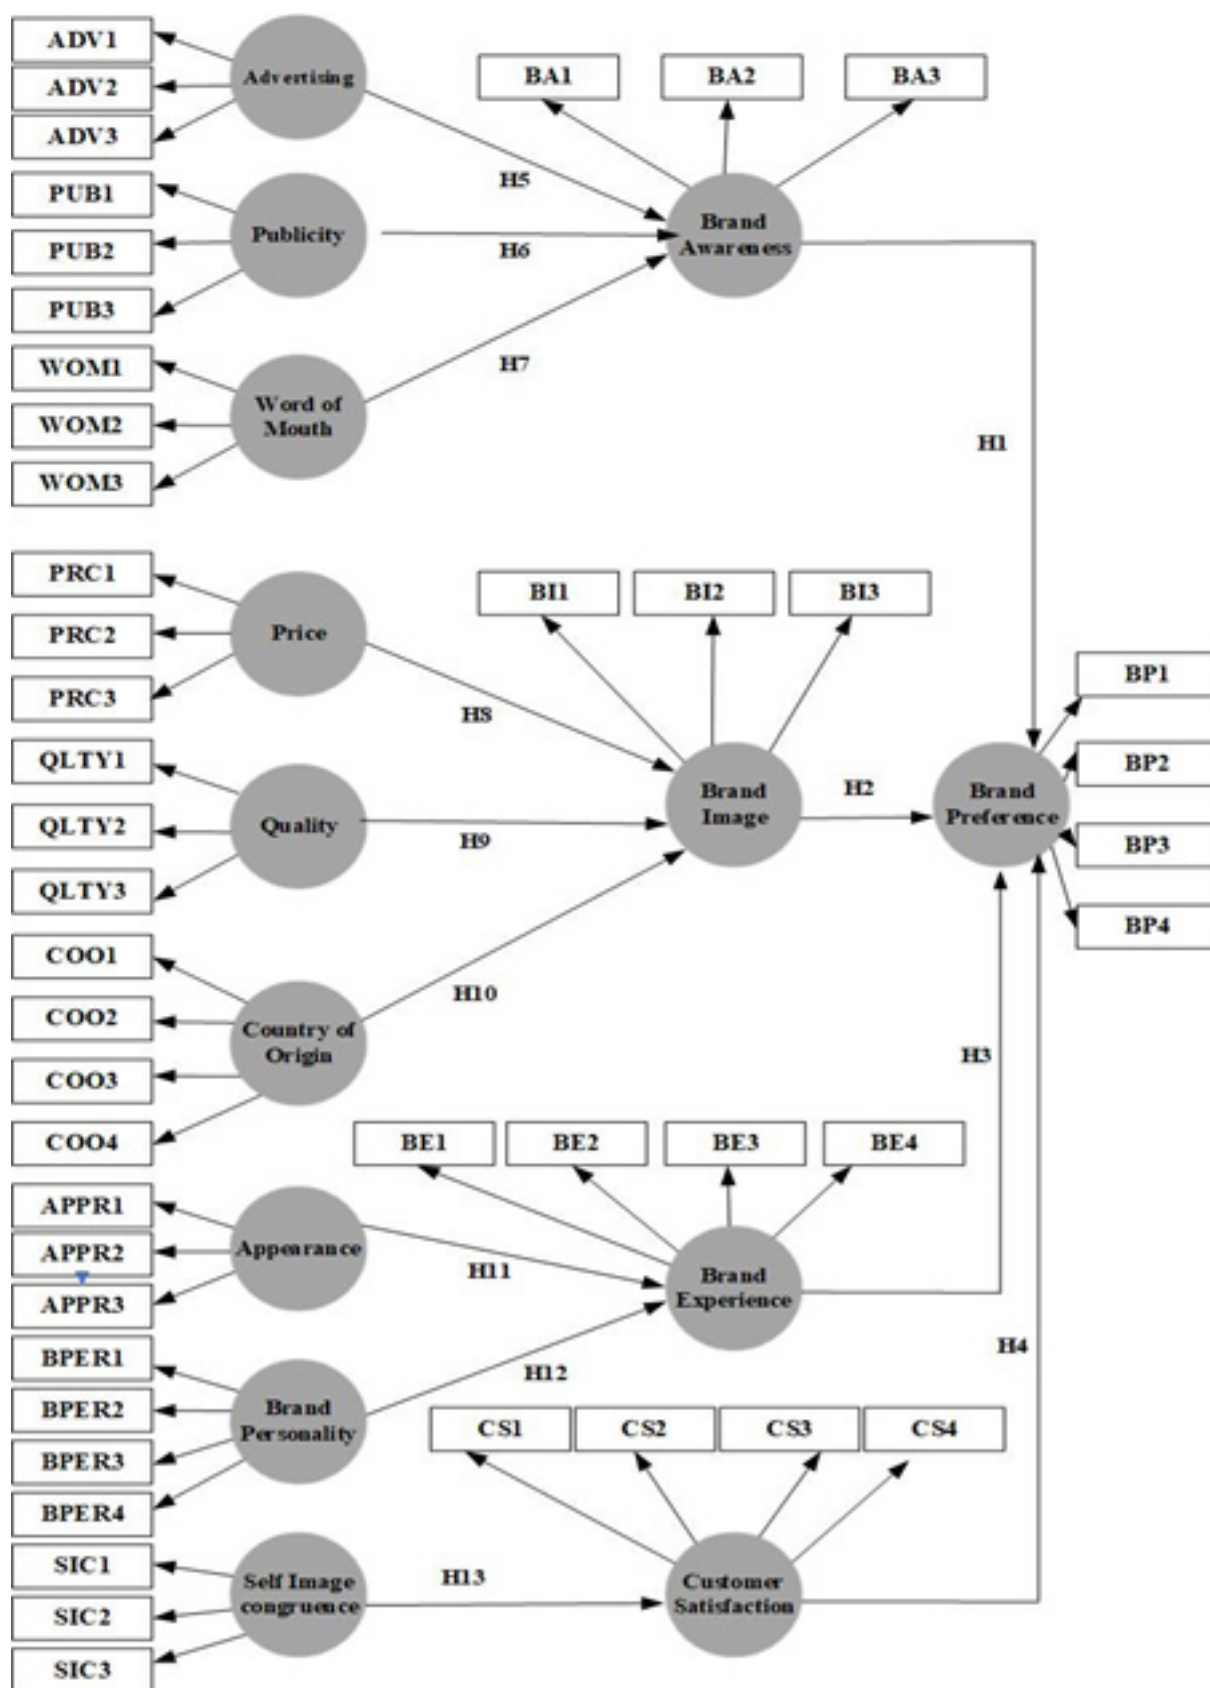 ADV1
ADV2
ADV3
Advertising
BA1
BA2
BA3
H5
PUB1
PUB2
PUB3
Publicity
H6
Brand
Awareness
WOM1
WOM2
WOM3
Word of
Mouth
H7
H1
PRC1
PRC2
PRC3
Price
BI1
BI2
BI3
H8
QLTY1
QLTY2
QLTY3
Quality
H9
Brand
Image
H2
Brand
Preference
BP1
BP2
BP3
BP4
COO1
COO2
COO3
COO4
Country of
Origin
H10
H3
BE1
BE2
BE3
BE4
APPR1
APPR2
APPR3
Appearance
H11
Brand
Experience
H4
BPER1
BPER2
BPER3
BPER4
Brand
Personality
H12
CS1
CS2
CS3
CS4
SIC1
SIC2
SIC3
Self Image
congruence
H13
Customer
Satisfaction